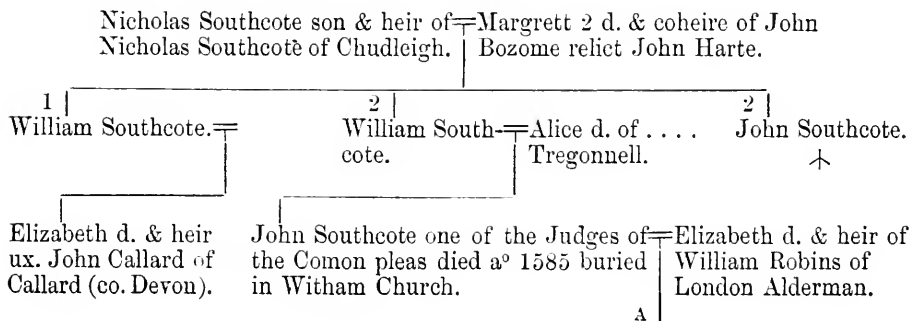 Nicholas Southcote son & heir of Margrett 2 d. & coheire of John
Nicholas Southcote of Chudleigh. Bozome relict John Harte.
1 2 2
William Southcote. William South- Alice d. of .... John Southcote.
cote. Tregonnell.
Elizabeth d. & heir John Southcote one of the Judges of Elizabeth d. & heir of
ux. John Callard of the Comon pleas died aº 1585 buried William Robins of
Callard (co. Devon). in Witham Church. London Alderman.
A